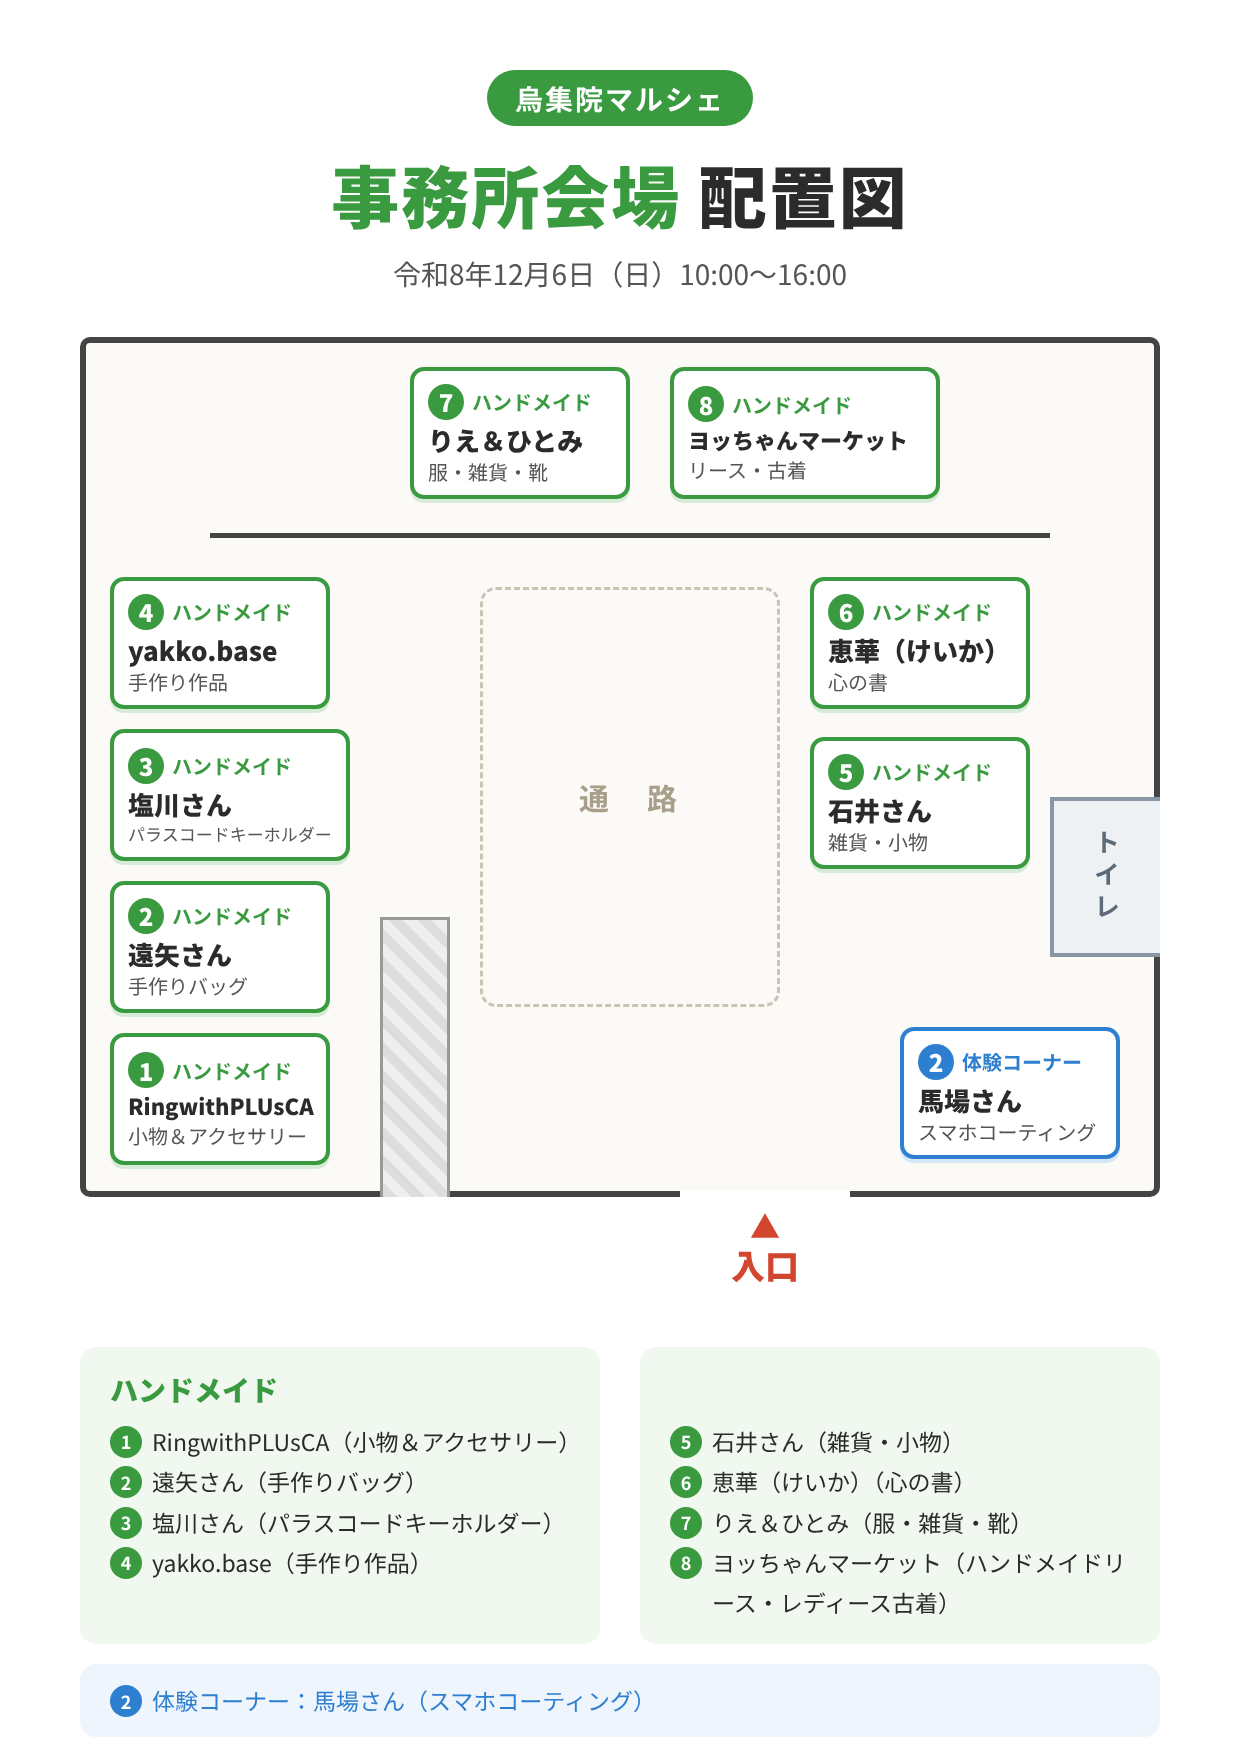 烏集院マルシェ
事務所会場 配置図
令和8年12月6日（日）10:00〜16:00
7 ハンドメイド
りえ＆ひとみ
服・雑貨・靴
8 ハンドメイド
ヨッちゃんマーケット
リース・古着
4 ハンドメイド
yakko.base
手作り作品
6 ハンドメイド
恵華（けいか）
心の書
3 ハンドメイド
塩川さん
パラスコードキーホルダー
5 ハンドメイド
石井さん
雑貨・小物
通 路
トイレ
2 ハンドメイド
遠矢さん
手作りバッグ
1 ハンドメイド
RingwithPLUsCA
小物＆アクセサリー
2 体験コーナー
馬場さん
スマホコーティング
▲
入口
ハンドメイド
1 RingwithPLUsCA（小物＆アクセサリー）
2 遠矢さん（手作りバッグ）
3 塩川さん（パラスコードキーホルダー）
4 yakko.base（手作り作品）
5 石井さん（雑貨・小物）
6 恵華（けいか）（心の書）
7 りえ＆ひとみ（服・雑貨・靴）
8 ヨッちゃんマーケット（ハンドメイドリ
ース・レディース古着）
2 体験コーナー：馬場さん（スマホコーティング）